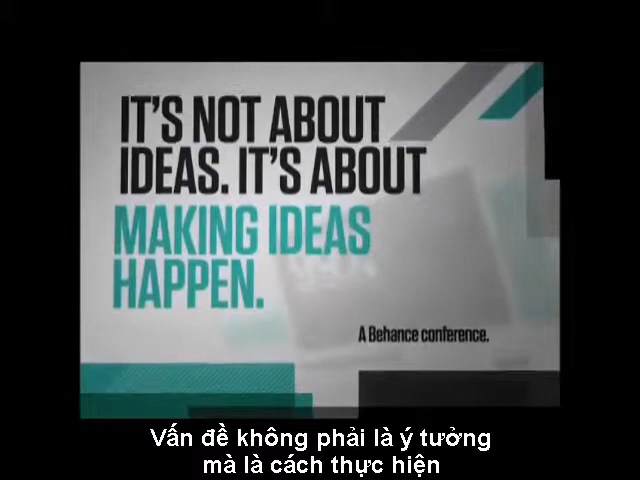 IT'S NOT ABOUT
IDEAS. IT'S ABOUT
MAKING IDEAS
HAPPEN.
A Behance conference.
Vấn đề không phải là ý tưởng
mà là cách thực hiện